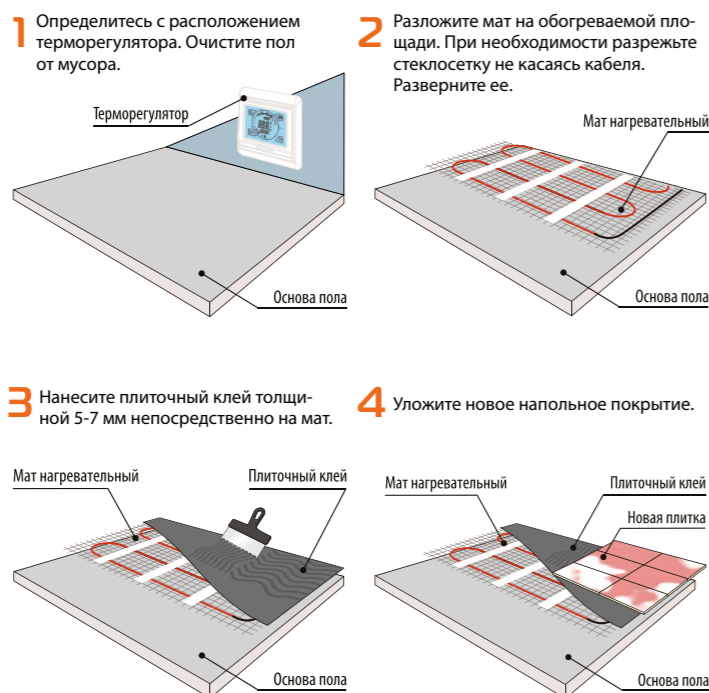 1 Определитесь с расположением
терморегулятора. Очистите пол
от мусора.
Терморегулятор
Основа пола
2 Разложите мат на обогреваемой пло-
щади. При необходимости разрежьте
стеклосетку не касаясь кабеля.
Разверните ее.
Мат нагревательный
Основа пола
3 Нанесите плиточный клей толщи-
ной 5-7 мм непосредственно на мат.
Мат нагревательный
Плиточный клей
Основа пола
4 Уложите новое напольное покрытие.
Мат нагревательный
Плиточный клей
Новая плитка
Основа пола